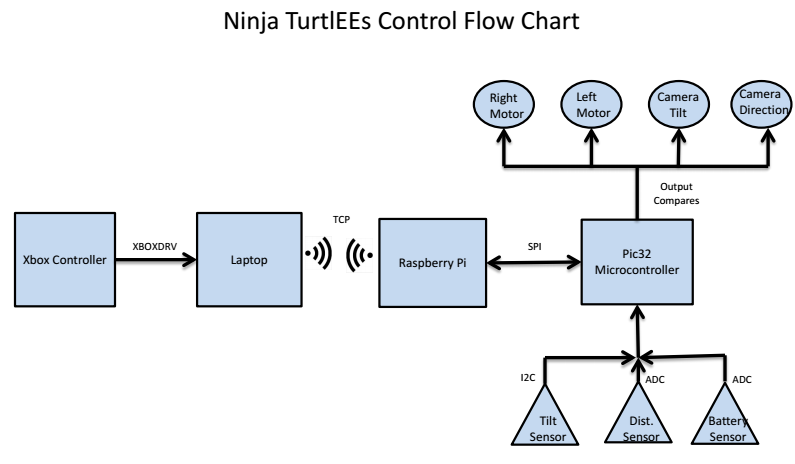 Ninja TurtlEEs Control Flow Chart
Right
Motor
Left
Motor
Camera
Tilt
Camera
Direction
Output
Compares
TCP
XBOXDRV
SPI
Xbox Controller
Laptop
Raspberry Pi
Pic32
Microcontroller
I2C
ADC
ADC
Tilt
Sensor
Dist.
Sensor
Battery
Sensor